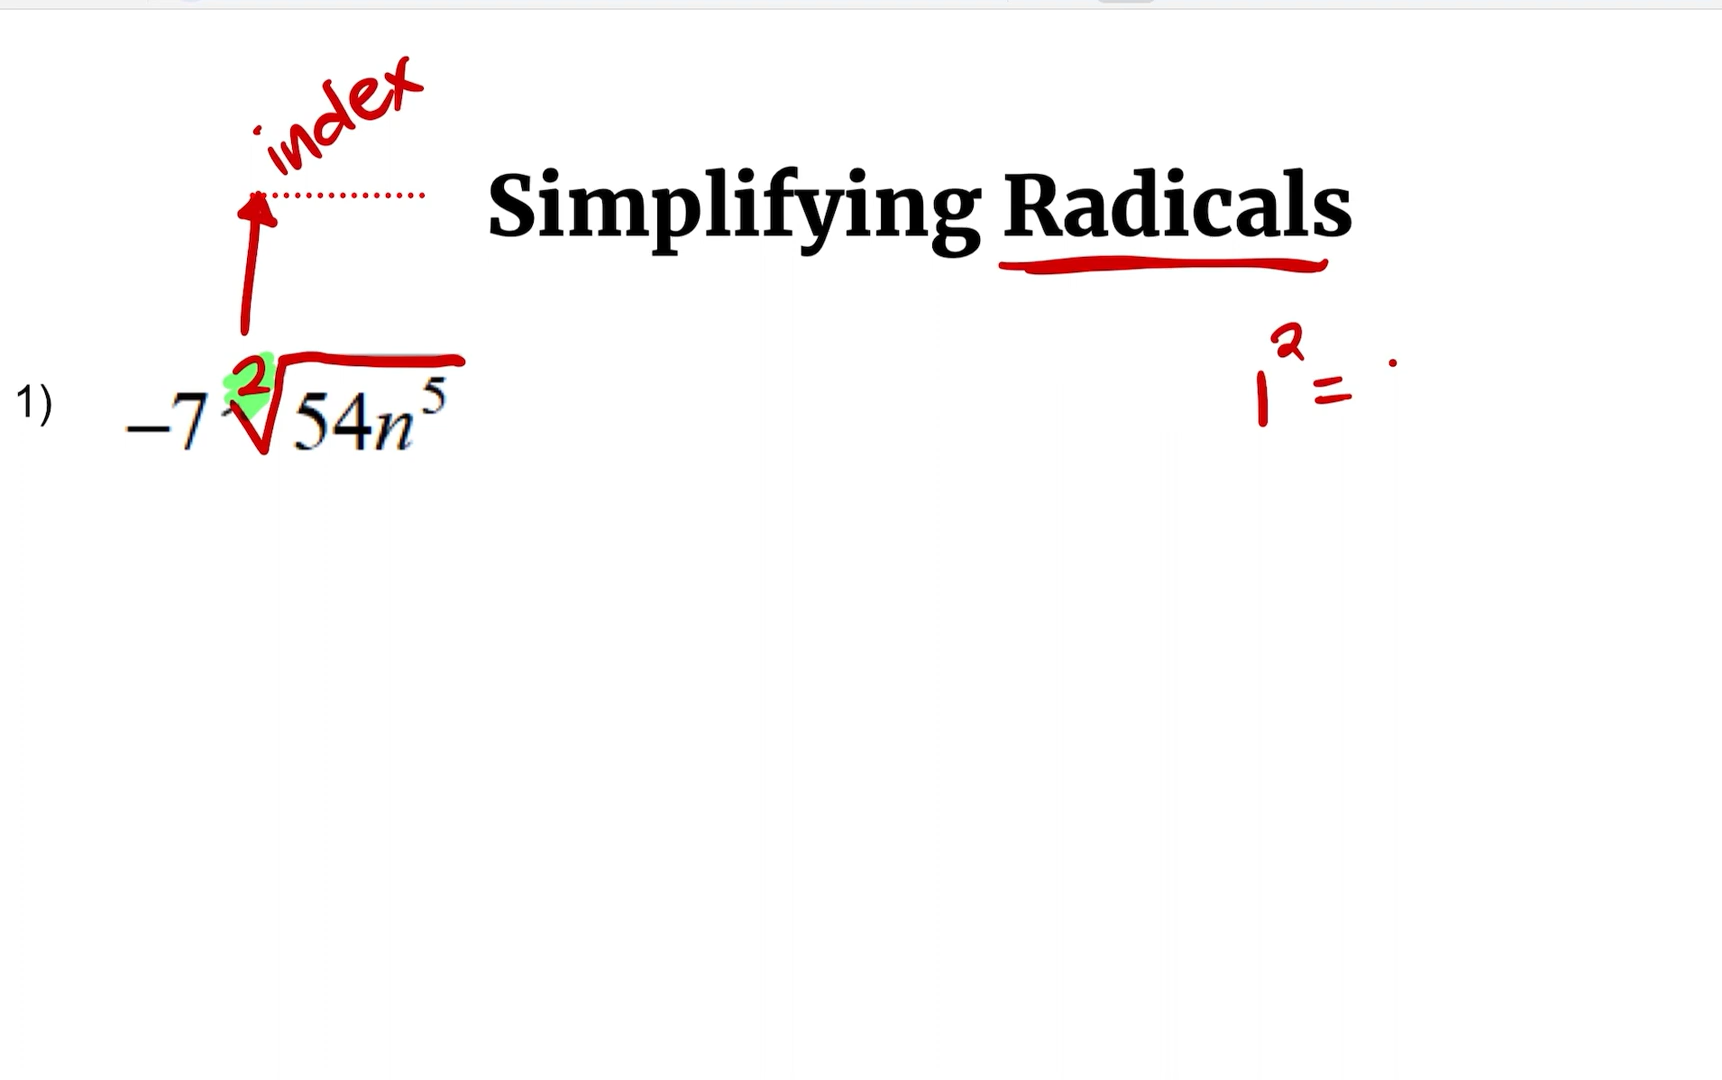 index
Simplifying Radicals
1² =
1) −7 ²√54n⁵